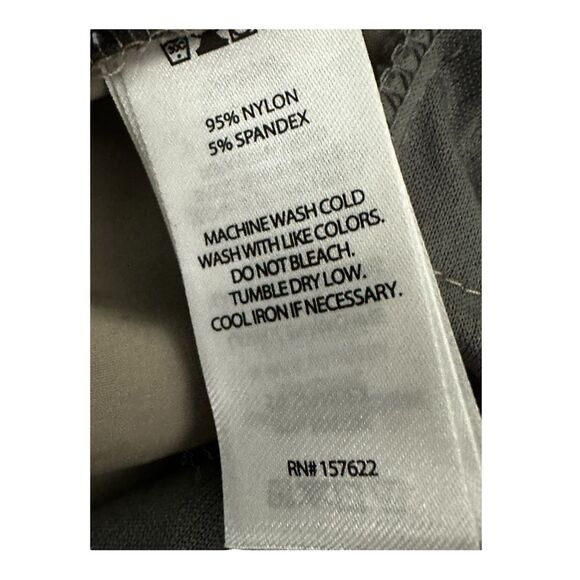 95% NYLON
5% SPANDEX
MACHINE WASH COLD
WASH WITH LIKE COLORS.
DO NOT BLEACH.
TUMBLE DRY LOW.
COOL IRON IF NECESSARY.
RN# 157622